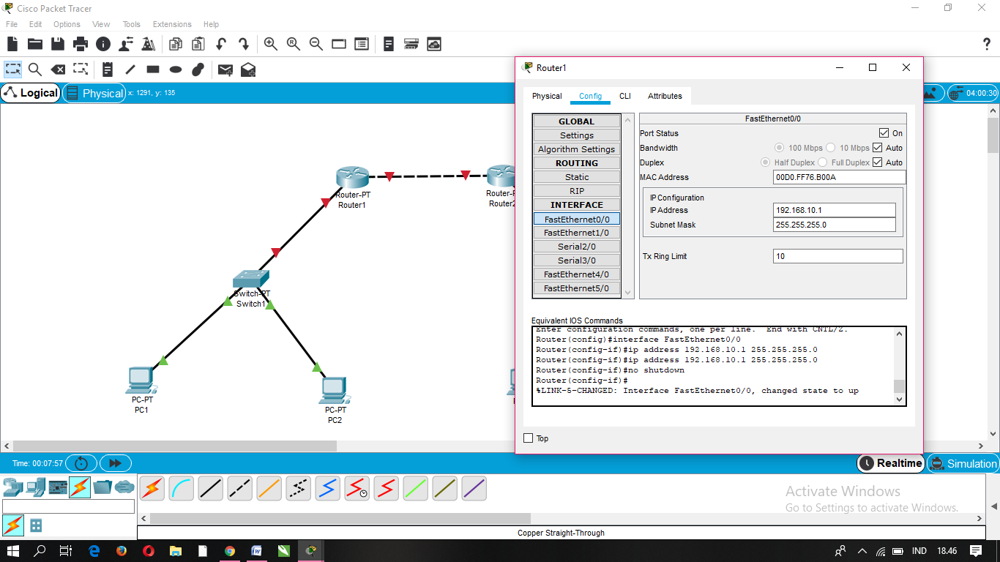 Cisco Packet Tracer
File Edit Options View Tools Extensions Help
Logical
Physical
x: 1291, y: 135
04:00:30
Router-PT
Router1
Router2
Switch-PT
Switch1
PC-PT
PC1
PC-PT
PC2
Router1
Physical Config CLI Attributes
GLOBAL
Settings
Algorithm Settings
ROUTING
Static
RIP
INTERFACE
FastEthernet0/0
FastEthernet1/0
Serial2/0
Serial3/0
FastEthernet4/0
FastEthernet5/0
FastEthernet0/0
Port Status On
Bandwidth 100 Mbps 10 Mbps Auto
Duplex Half Duplex Full Duplex Auto
MAC Address 00D0.FF76.B00A
IP Configuration
IP Address 192.168.10.1
Subnet Mask 255.255.255.0
Tx Ring Limit 10
Equivalent IOS Commands
Enter configuration commands, one per line. End with CNTL/Z.
Router(config)#interface FastEthernet0/0
Router(config-if)#ip address 192.168.10.1 255.255.255.0
Router(config-if)#ip address 192.168.10.1 255.255.255.0
Router(config-if)#no shutdown
Router(config-if)#
%LINK-5-CHANGED: Interface FastEthernet0/0, changed state to up
Top
Time: 00:07:57
Realtime
Simulation
Activate Windows
Go to Settings to activate Windows.
Copper Straight-Through
IND 18.46